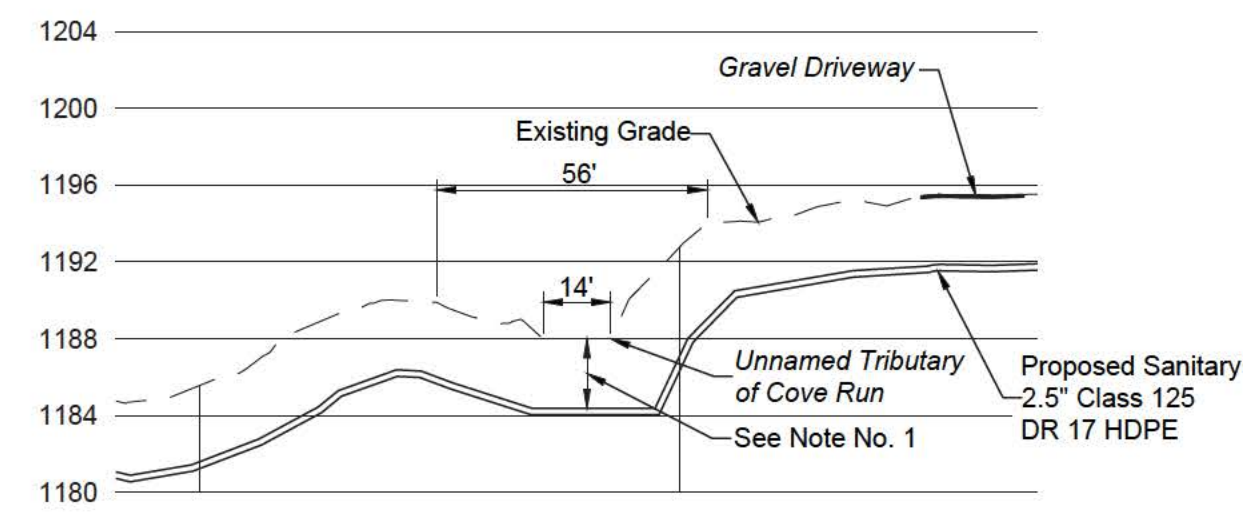 1204
Gravel Driveway
1200
Existing Grade
1196
56'
1192
14'
1188
Unnamed Tributary
of Cove Run
Proposed Sanitary
2.5" Class 125
DR 17 HDPE
1184
See Note No. 1
1180